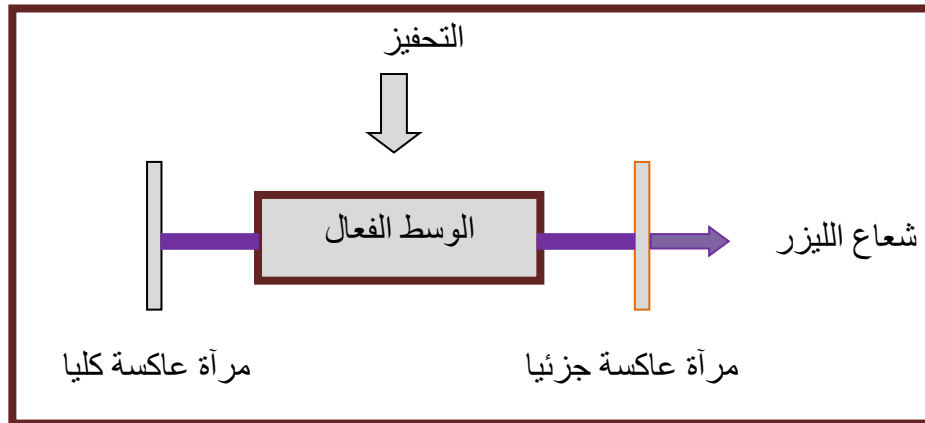 التحفيز
الوسط الفعال
شعاع الليزر
مرآة عاكسة جزئيا
مرآة عاكسة كليا